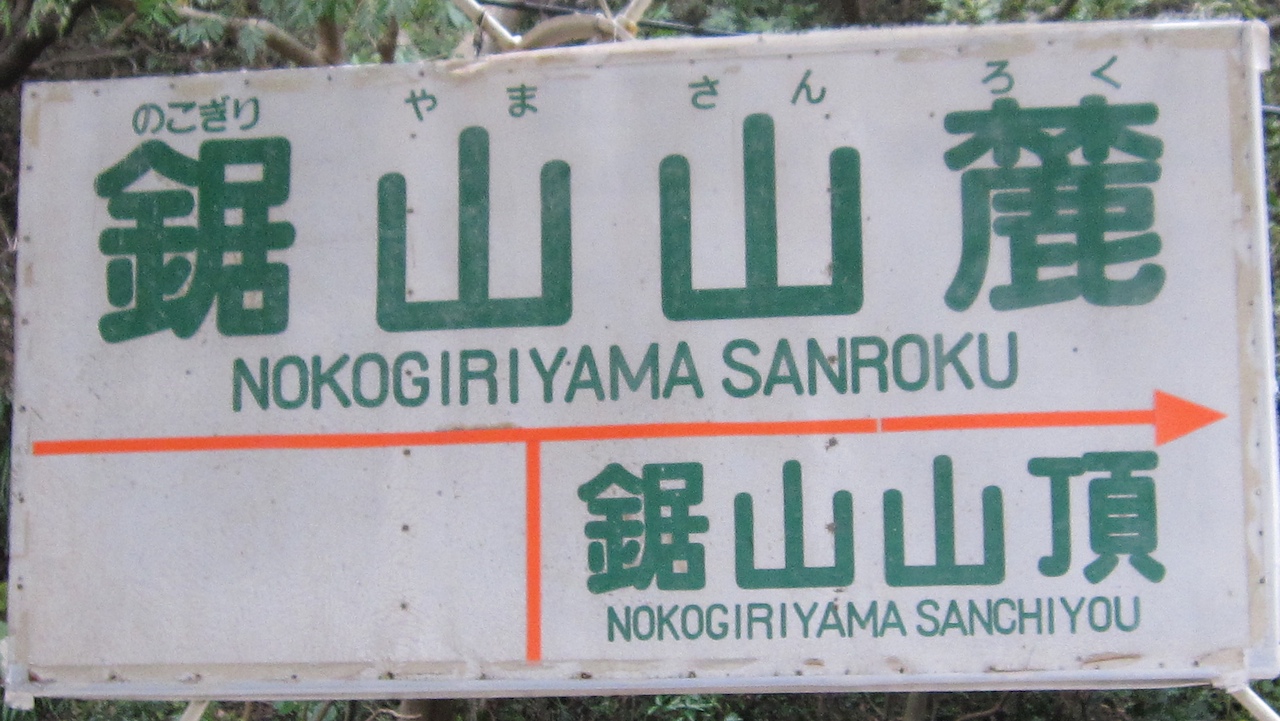 のこぎり や ま さ ん ろ く
鋸山山麓
NOKOGIRIYAMA SANROKU
鋸山山頂
NOKOGIRIYAMA SANCHIYOU